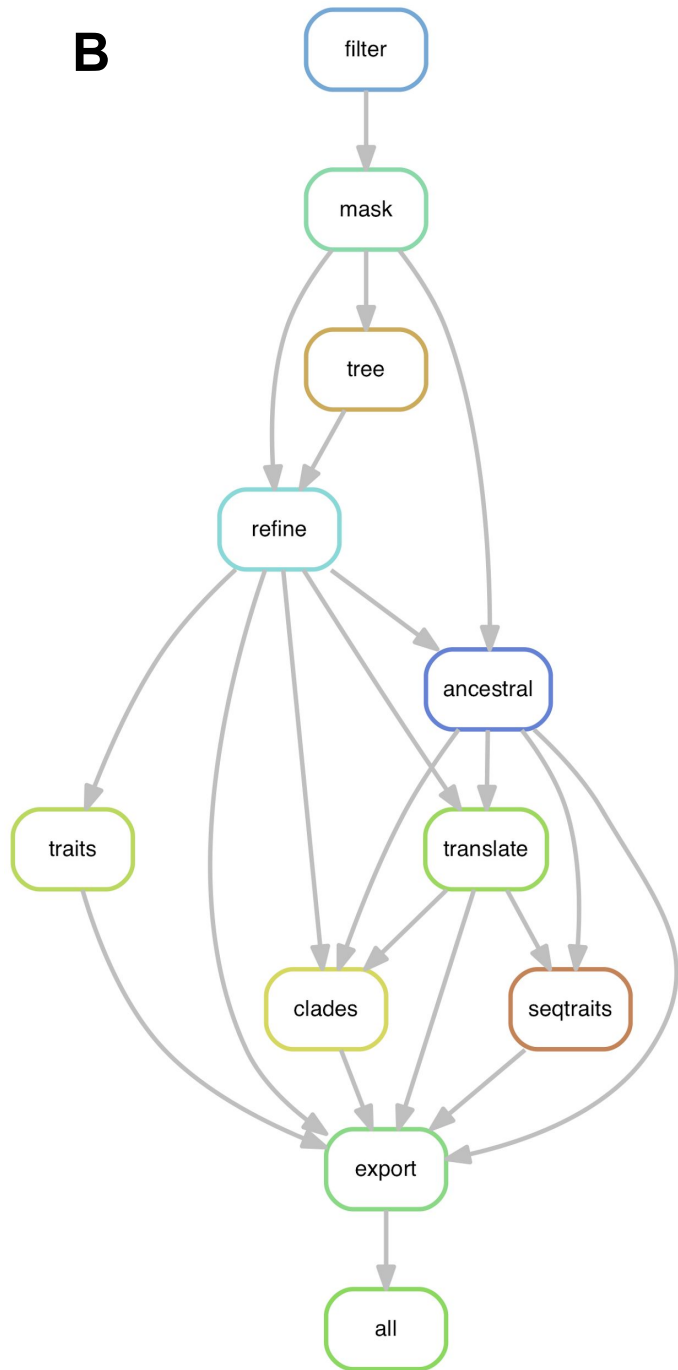 B
filter
mask
tree
refine
ancestral
traits
translate
clades
seqtraits
export
all